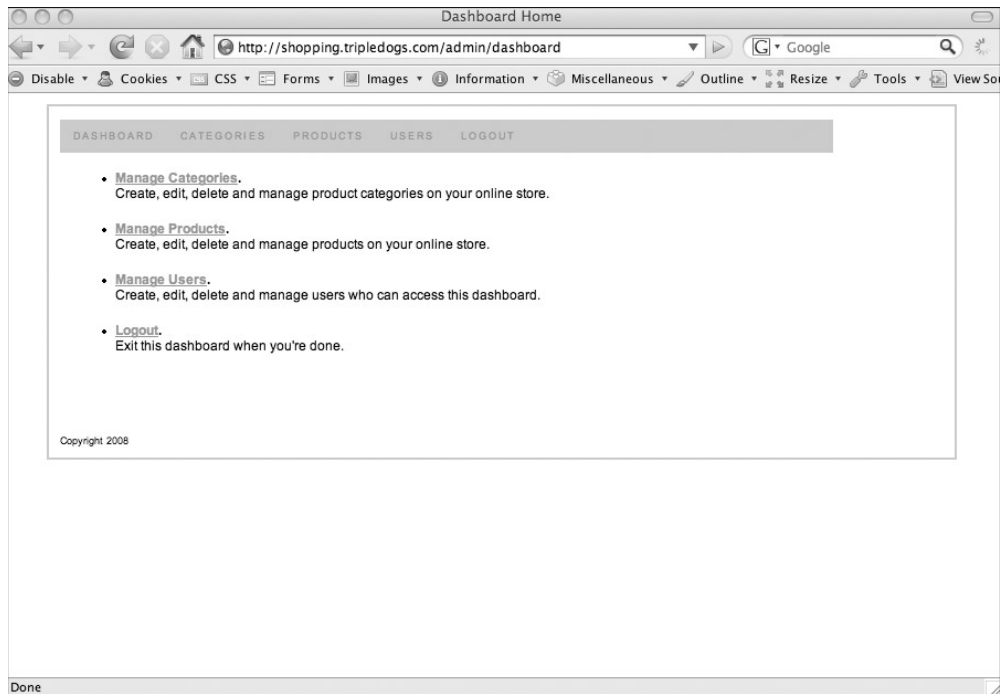 Dashboard Home
http://shopping.tripledogs.com/admin/dashboard
G Google
Disable Cookies CSS Forms Images Information Miscellaneous Outline Resize Tools View Sou
DASHBOARD CATEGORIES PRODUCTS USERS LOGOUT
• Manage Categories.
Create, edit, delete and manage product categories on your online store.
• Manage Products.
Create, edit, delete and manage products on your online store.
• Manage Users.
Create, edit, delete and manage users who can access this dashboard.
• Logout.
Exit this dashboard when you're done.
Copyright 2008
Done